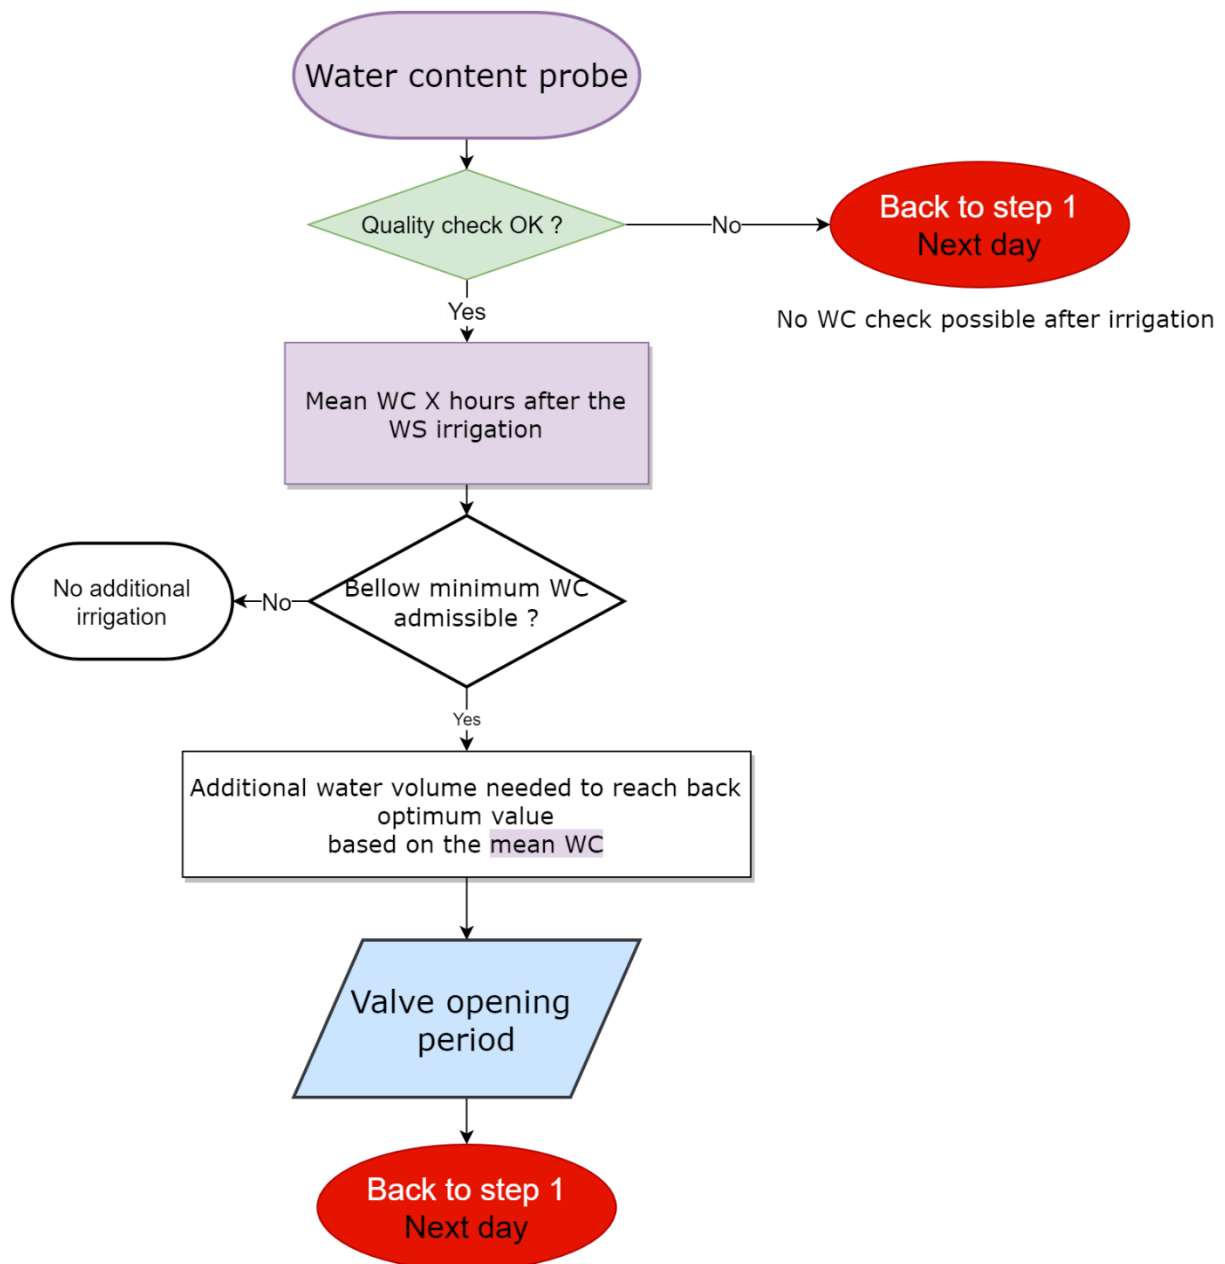 Water content probe
Quality check OK ?
No
Back to step 1
Next day
No WC check possible after irrigation
Yes
Mean WC X hours after the
WS irrigation
Bellow minimum WC
admissible ?
No
No additional
irrigation
Yes
Additional water volume needed to reach back
optimum value
based on the mean WC
Valve opening
period
Back to step 1
Next day